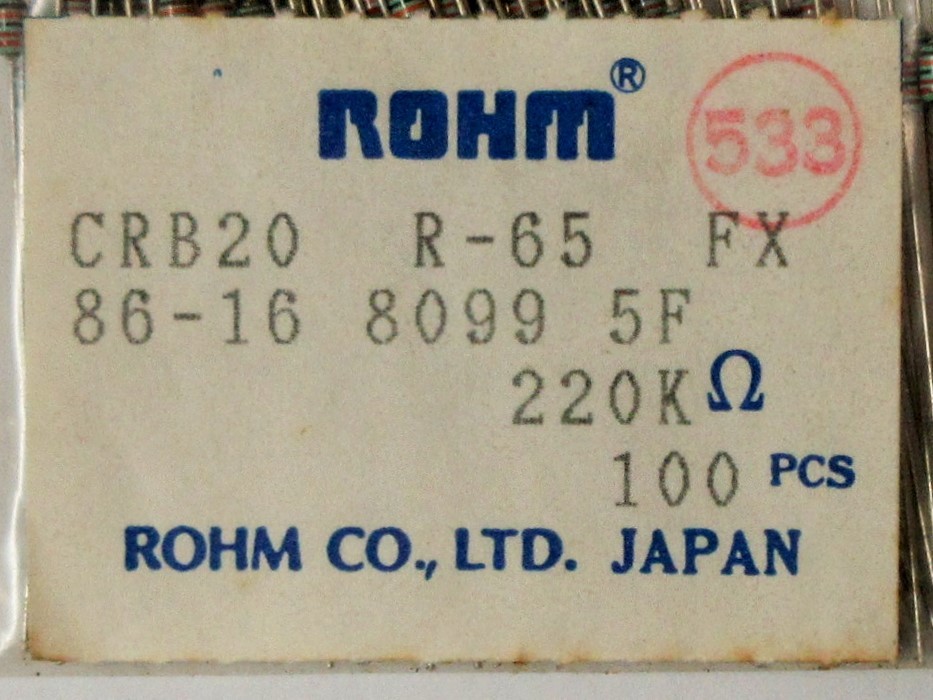 ROHM®
533
CRB20 R-65 FX
86-16 8099 5F
220KΩ
100 PCS
ROHM CO., LTD. JAPAN